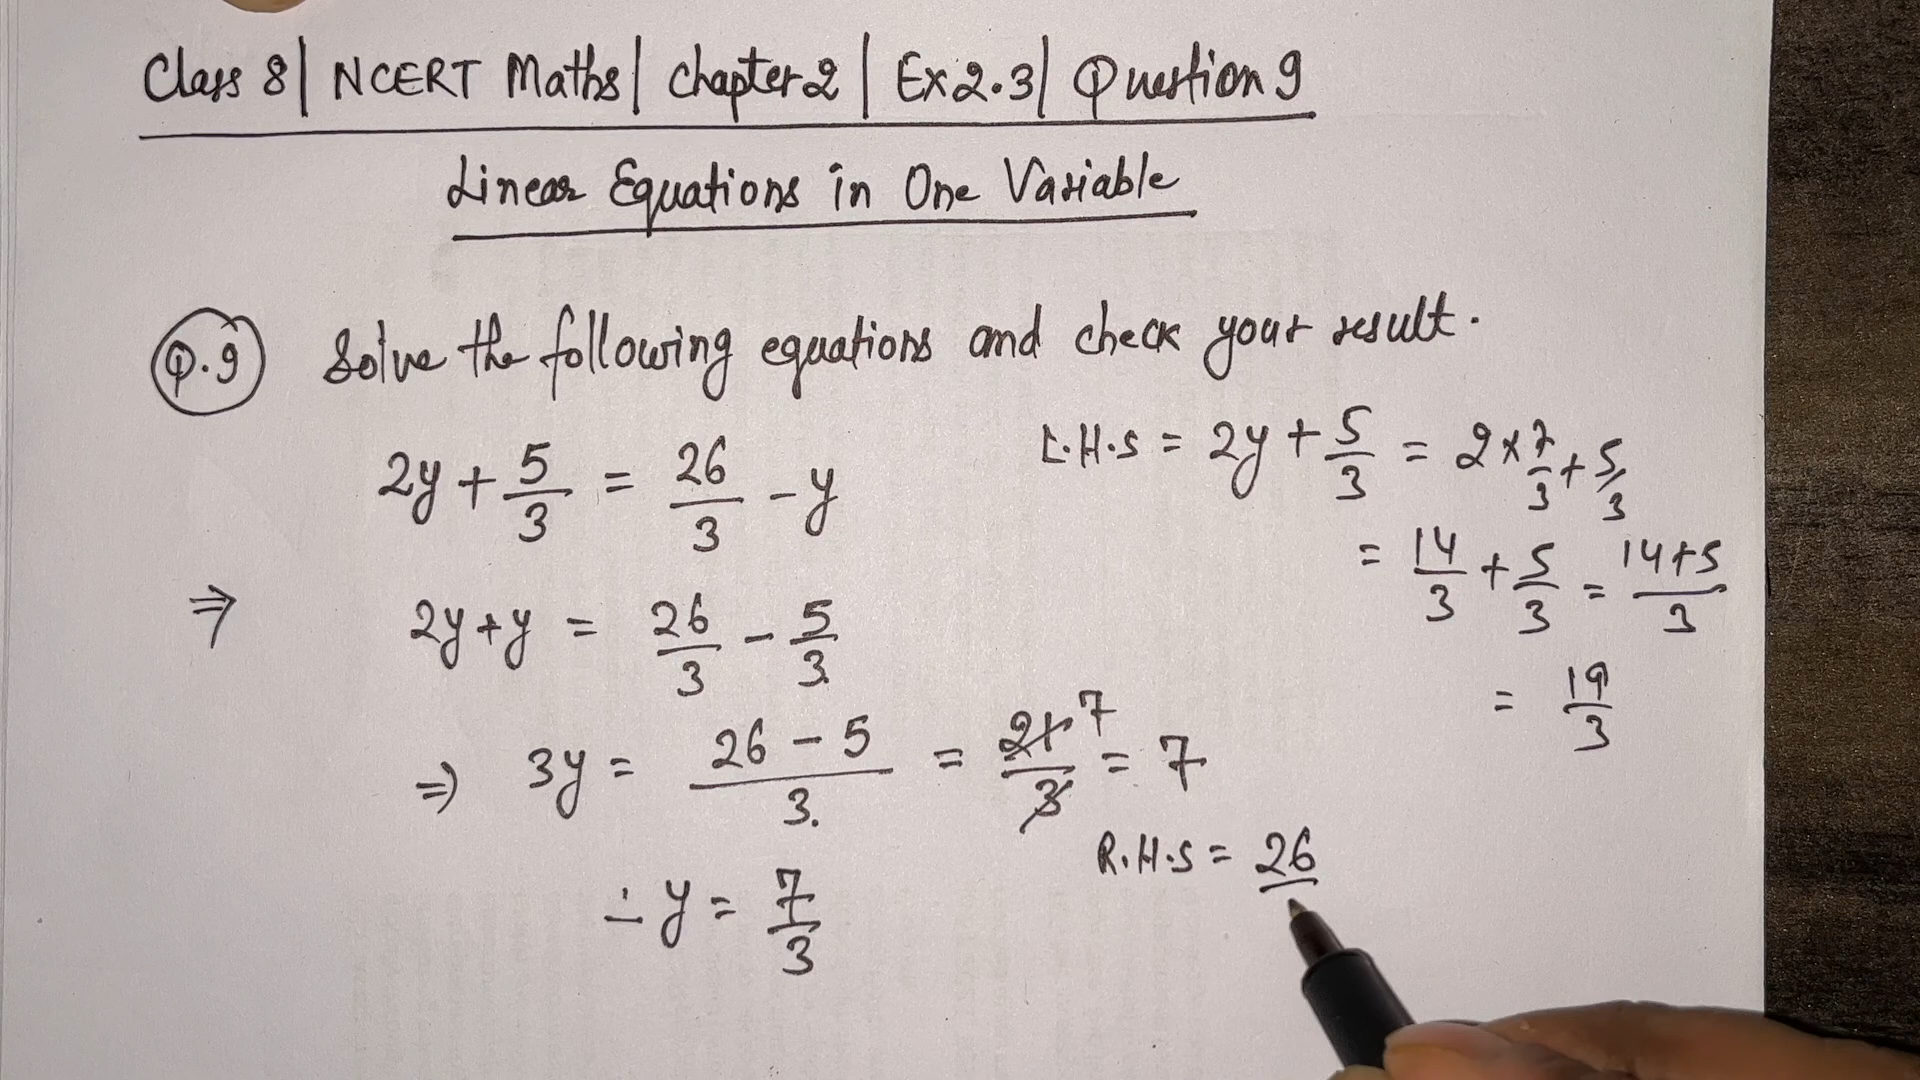 Class 8 | NCERT Maths | Chapter 2 | Ex 2.3 | Question 9
Linear Equations in One Variable
Q.9 Solve the following equations and check your result.
2y + 5/3 = 26/3 - y
⇒ 2y + y = 26/3 - 5/3
⇒ 3y = 26 - 5/3. = 21/3 7 = 7
∴ y = 7/3
L.H.S = 2y + 5/3 = 2 × 7/3 + 5/3
= 14/3 + 5/3 = 14+5/3
= 19/3
R.H.S = 26